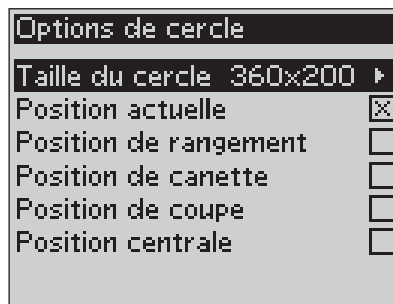 Options de cercle
Taille du cercle 360x200
Position actuelle
Position de rangement
Position de canette
Position de coupe
Position centrale